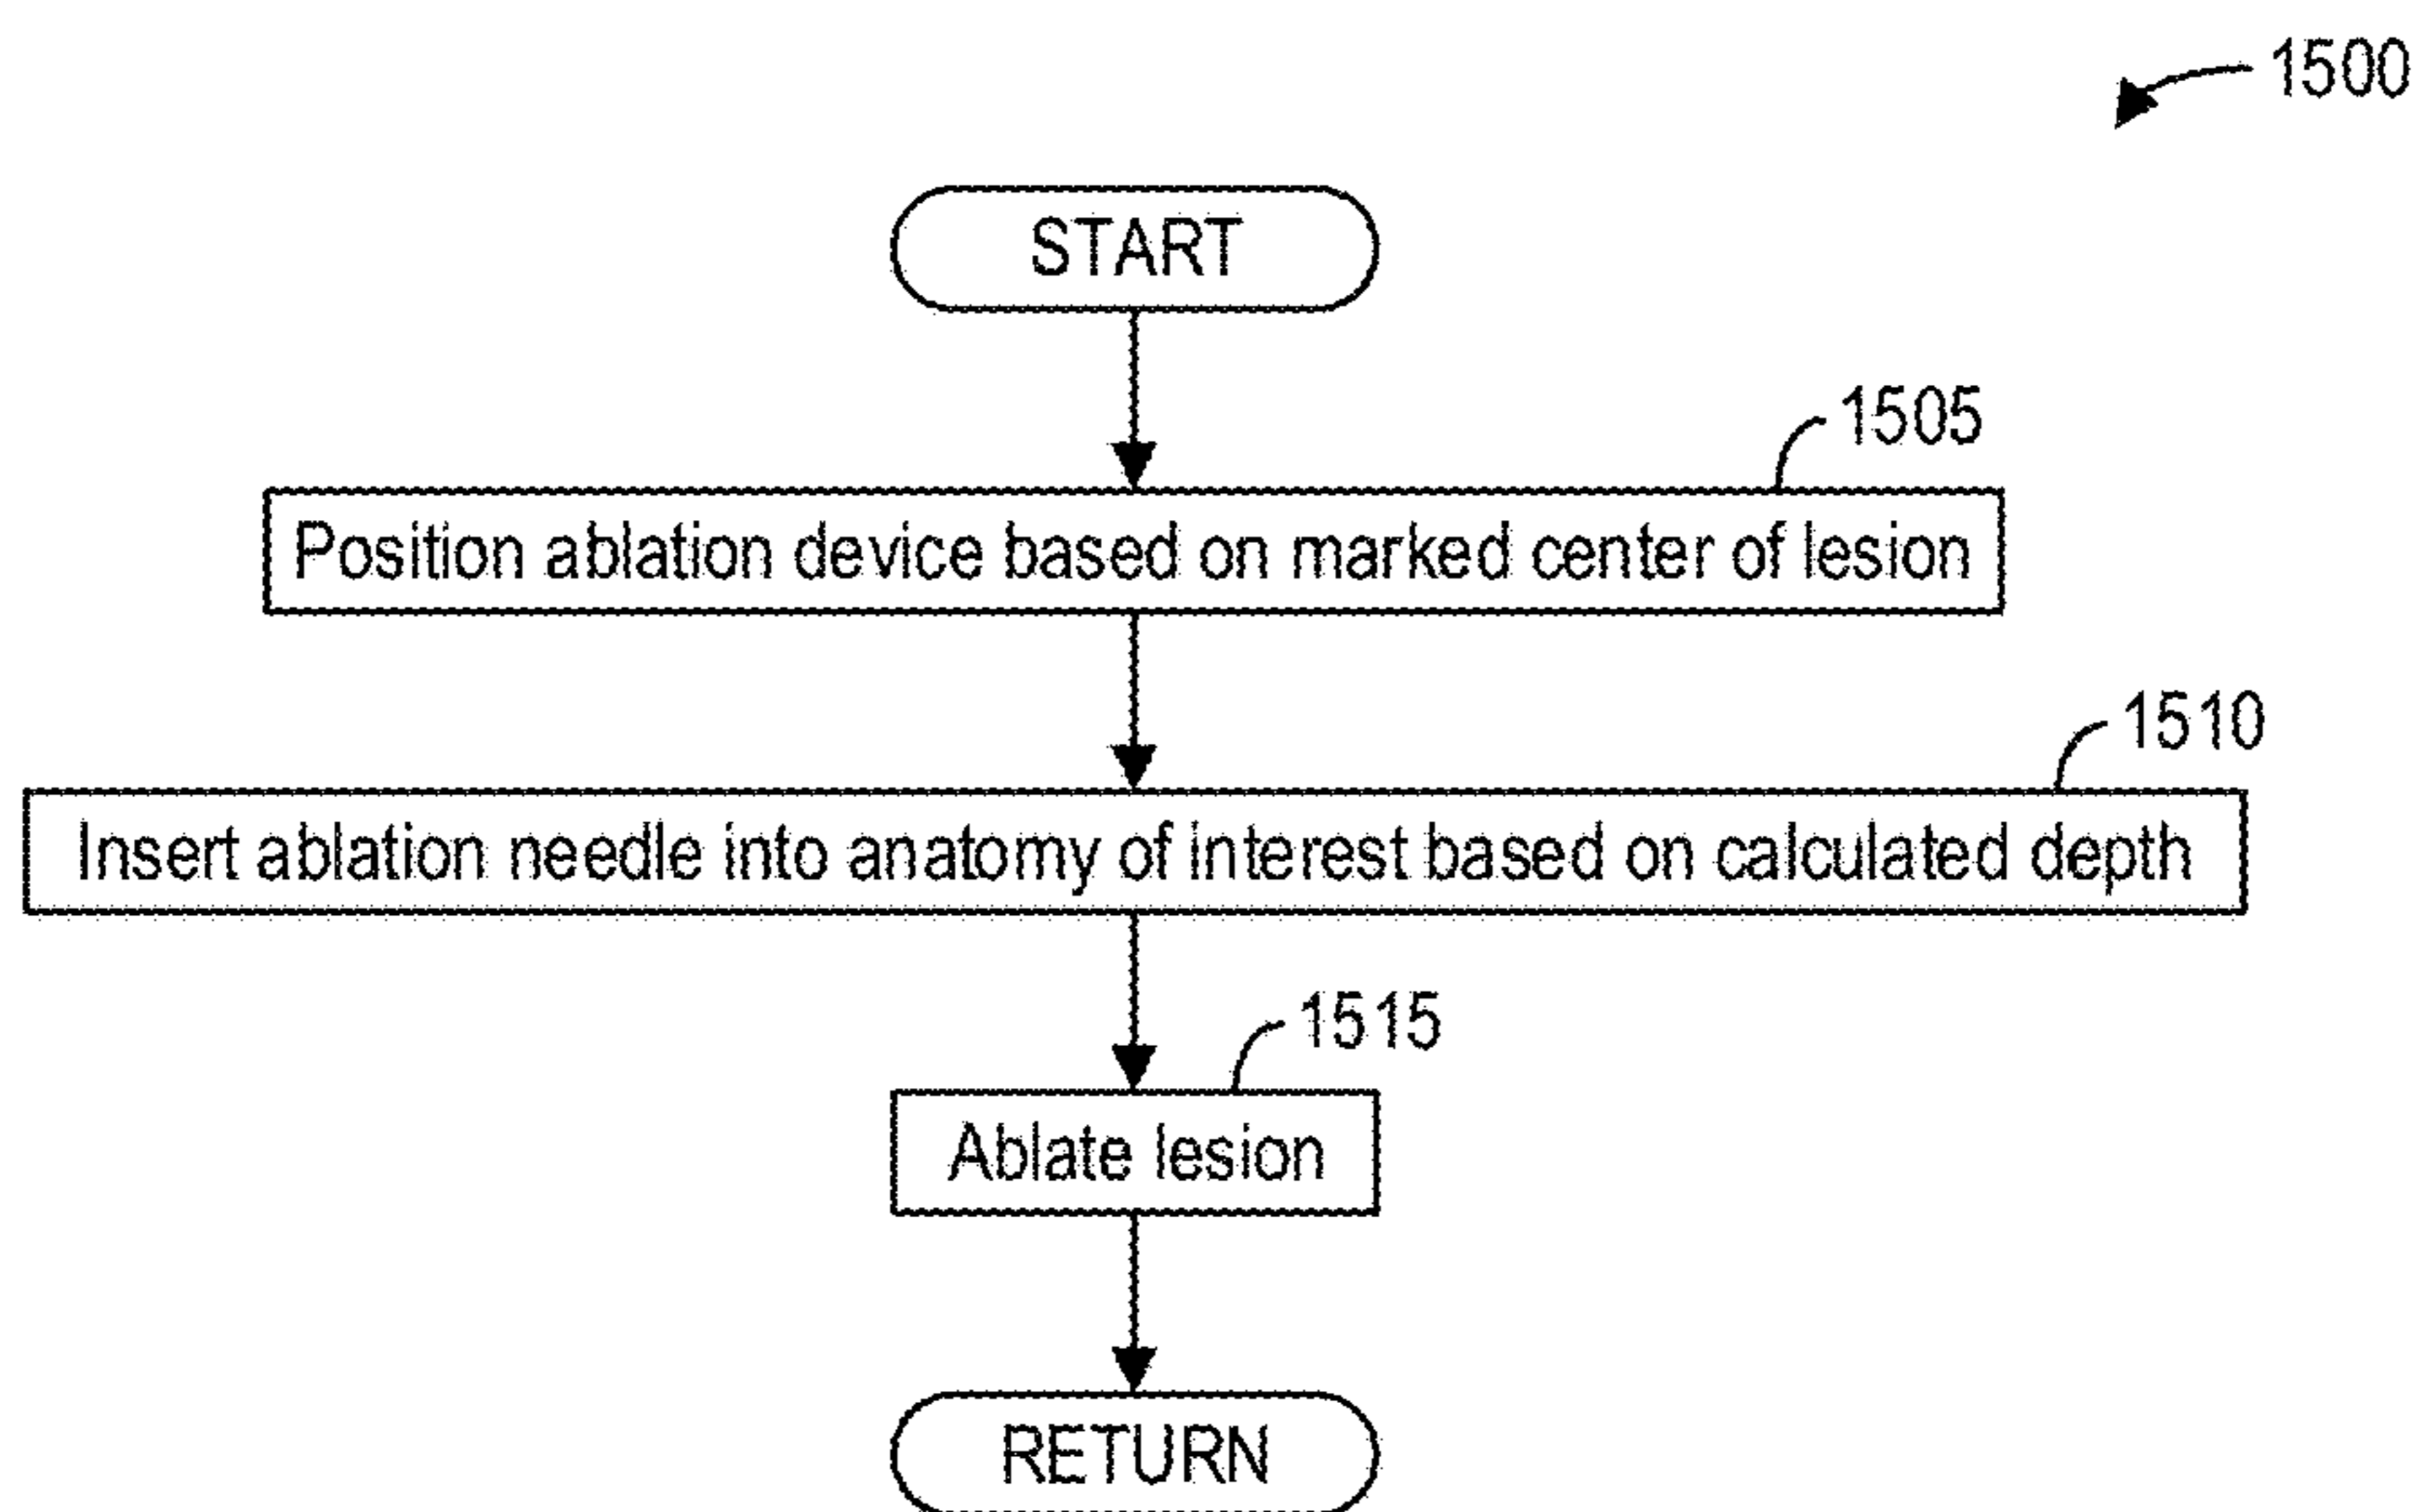 1500
START
1505
Position ablation device based on marked center of lesion
1510
Insert ablation needle into anatomy of interest based on calculated depth
1515
Ablate lesion
RETURN